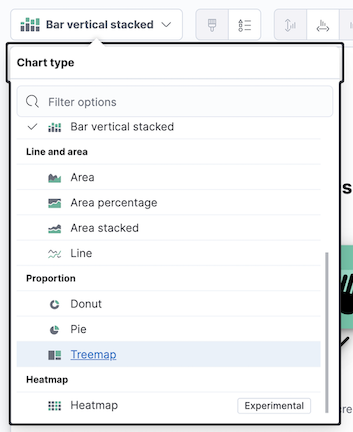 Bar vertical stacked
Chart type
Filter options
Bar vertical stacked
Line and area
Area
Area percentage
Area stacked
Line
Proportion
Donut
Pie
Treemap
Heatmap
Heatmap Experimental